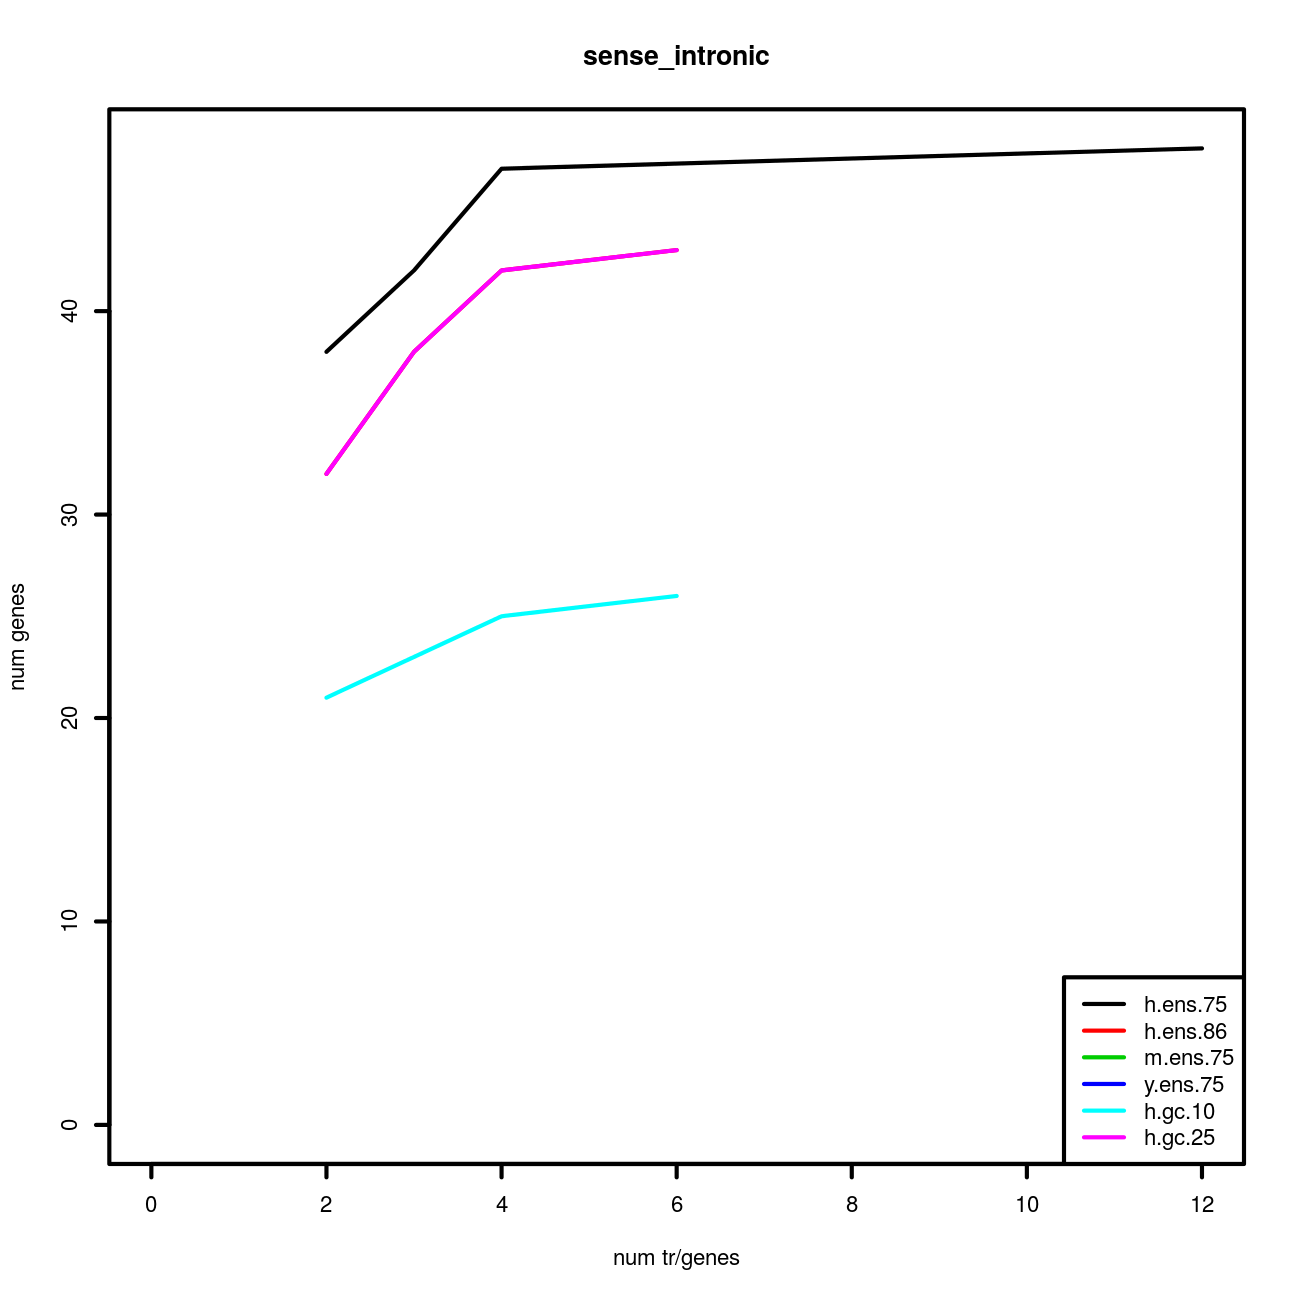 sense_intronic
40
30
20
10
0
num genes
0 2 4 6 8 10 12
num tr/genes
h.ens.75
h.ens.86
m.ens.75
y.ens.75
h.gc.10
h.gc.25